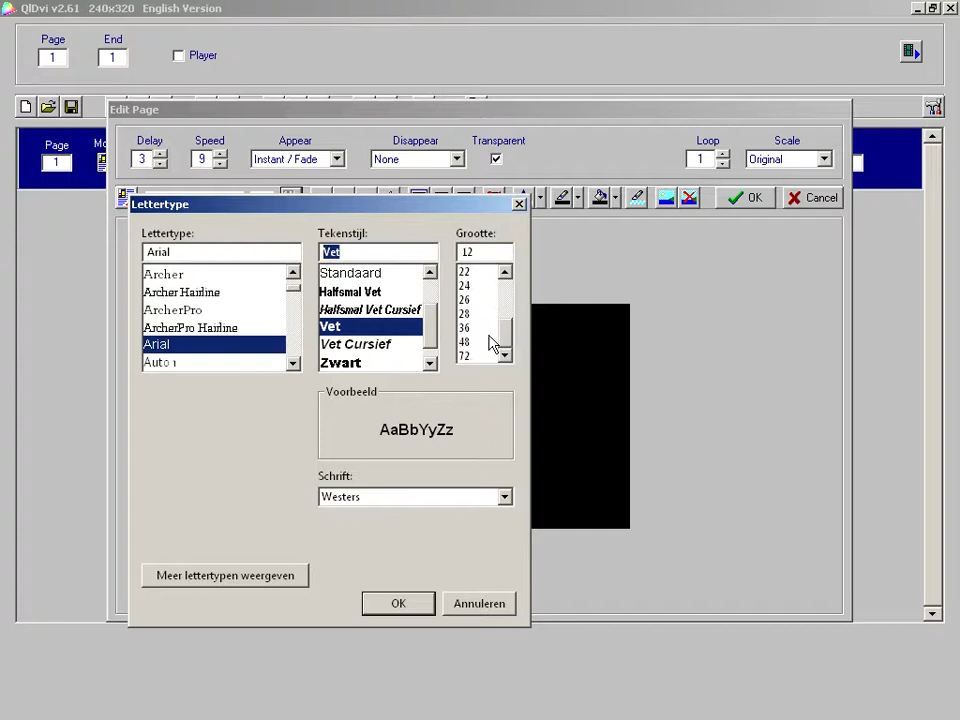 QlDvi v2.61 240x320 English Version
Page End
1 1 Player
Edit Page
Page
1
Delay Speed Appear Disappear Transparent Loop Scale
3 9 Instant / Fade None 1 Original
OK Cancel
Lettertype
Lettertype: Tekenstijl: Grootte:
Arial Vet 12
Archer
Archer Hairline
ArcherPro
ArcherPro Hairline
Arial
Standaard
Halfsmal Vet
Halfsmal Vet Cursief
Vet
Vet Cursief
Zwart
22
24
26
28
36
48
72
Voorbeeld
AaBbYyZz
Schrift:
Westers
Meer lettertypen weergeven
OK Annuleren